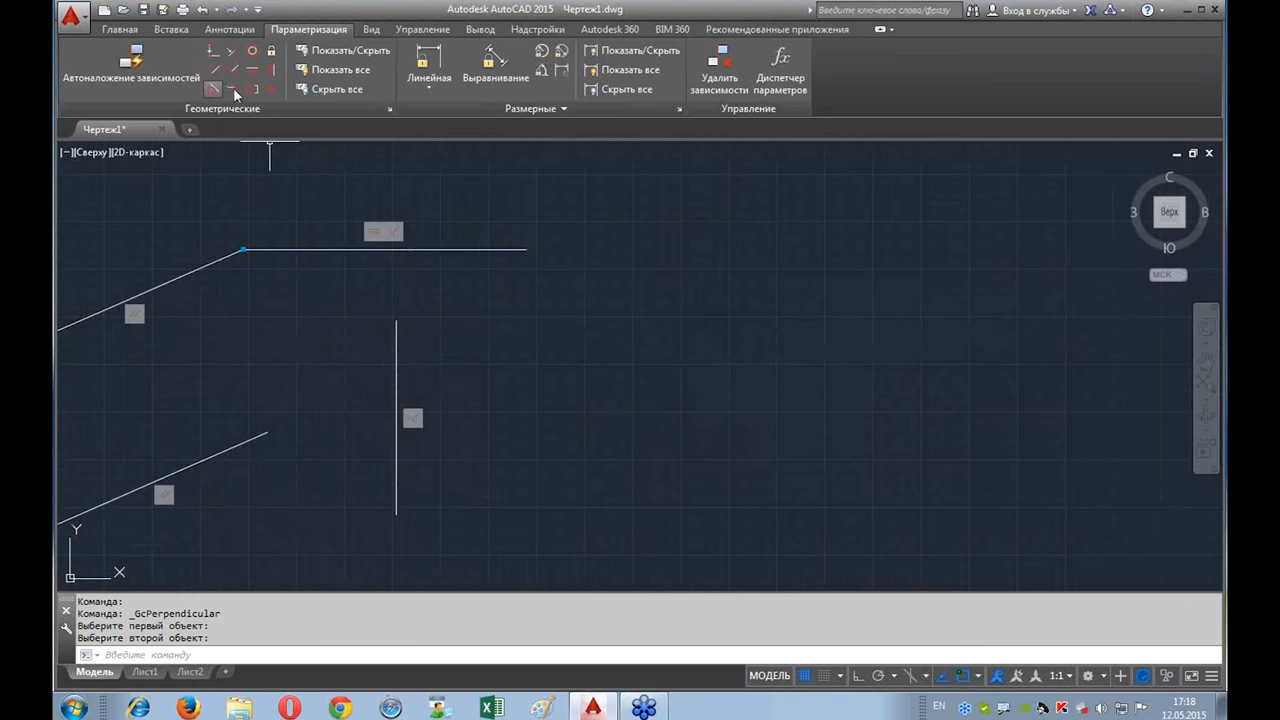 Autodesk AutoCAD 2015 Чертеж1.dwg
Введите ключевое слово/фразу
Вход в службы
Главная Вставка Аннотации Параметризация Вид Управление Вывод Надстройки Autodesk 360 BIM 360 Рекомендованные приложения
Автоналожение зависимостей
Показать/Скрыть
Показать все
Скрыть все
Геометрические
Линейная
Выравнивание
Показать/Скрыть
Показать все
Скрыть все
Размерные
Удалить
зависимости
Диспетчер
параметров
Управление
Чертеж1*
[−][Сверху][2D-каркас]
С
З Верх В
Ю
МСК
Y
X
Команда:
Команда: _GcPerpendicular
Выберите первый объект:
Выберите второй объект:
Введите команду
Модель Лист1 Лист2 +
МОДЕЛЬ
1:1
EN
17:18
12.05.2015